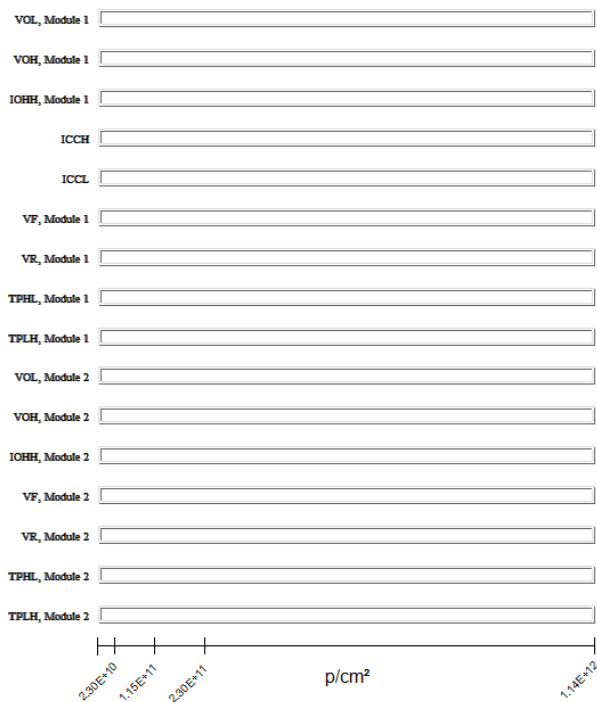 VOL, Module 1
VOH, Module 1
IOHH, Module 1
ICCH
ICCL
VF, Module 1
VR, Module 1
TPHL, Module 1
TPLH, Module 1
VOL, Module 2
VOH, Module 2
IOHH, Module 2
VF, Module 2
VR, Module 2
TPHL, Module 2
TPLH, Module 2
2.30E+10 1.15E+11 2.30E+11 1.14E+12
p/cm²